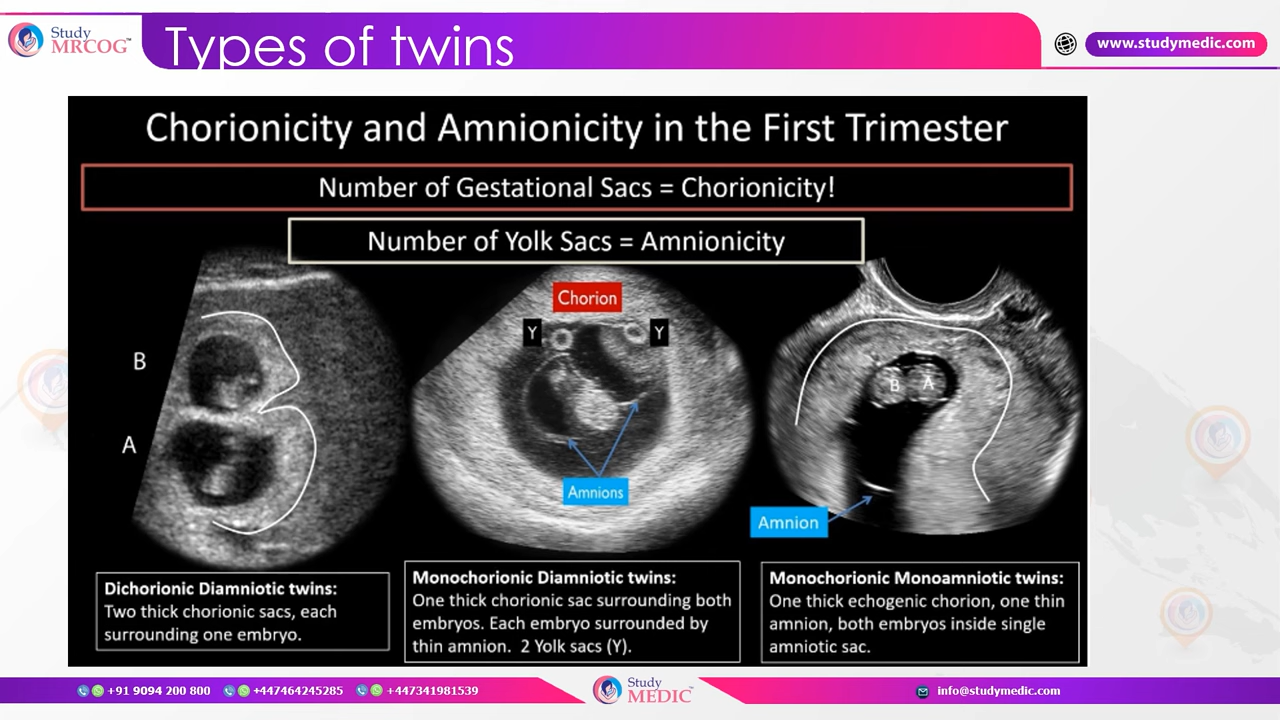 Study
MRCOG™
Types of twins
www.studymedic.com
Chorionicity and Amnionicity in the First Trimester
Number of Gestational Sacs = Chorionicity!
Number of Yolk Sacs = Amnionicity
B
A
Chorion
Y
Y
Amnions
B
A
Amnion
Dichorionic Diamniotic twins:
Two thick chorionic sacs, each
surrounding one embryo.
Monochorionic Diamniotic twins:
One thick chorionic sac surrounding both
embryos. Each embryo surrounded by
thin amnion. 2 Yolk sacs (Y).
Monochorionic Monoamniotic twins:
One thick echogenic chorion, one thin
amnion, both embryos inside single
amniotic sac.
+91 9094 200 800
+447464245285
+447341981539
Study
MEDIC™
info@studymedic.com